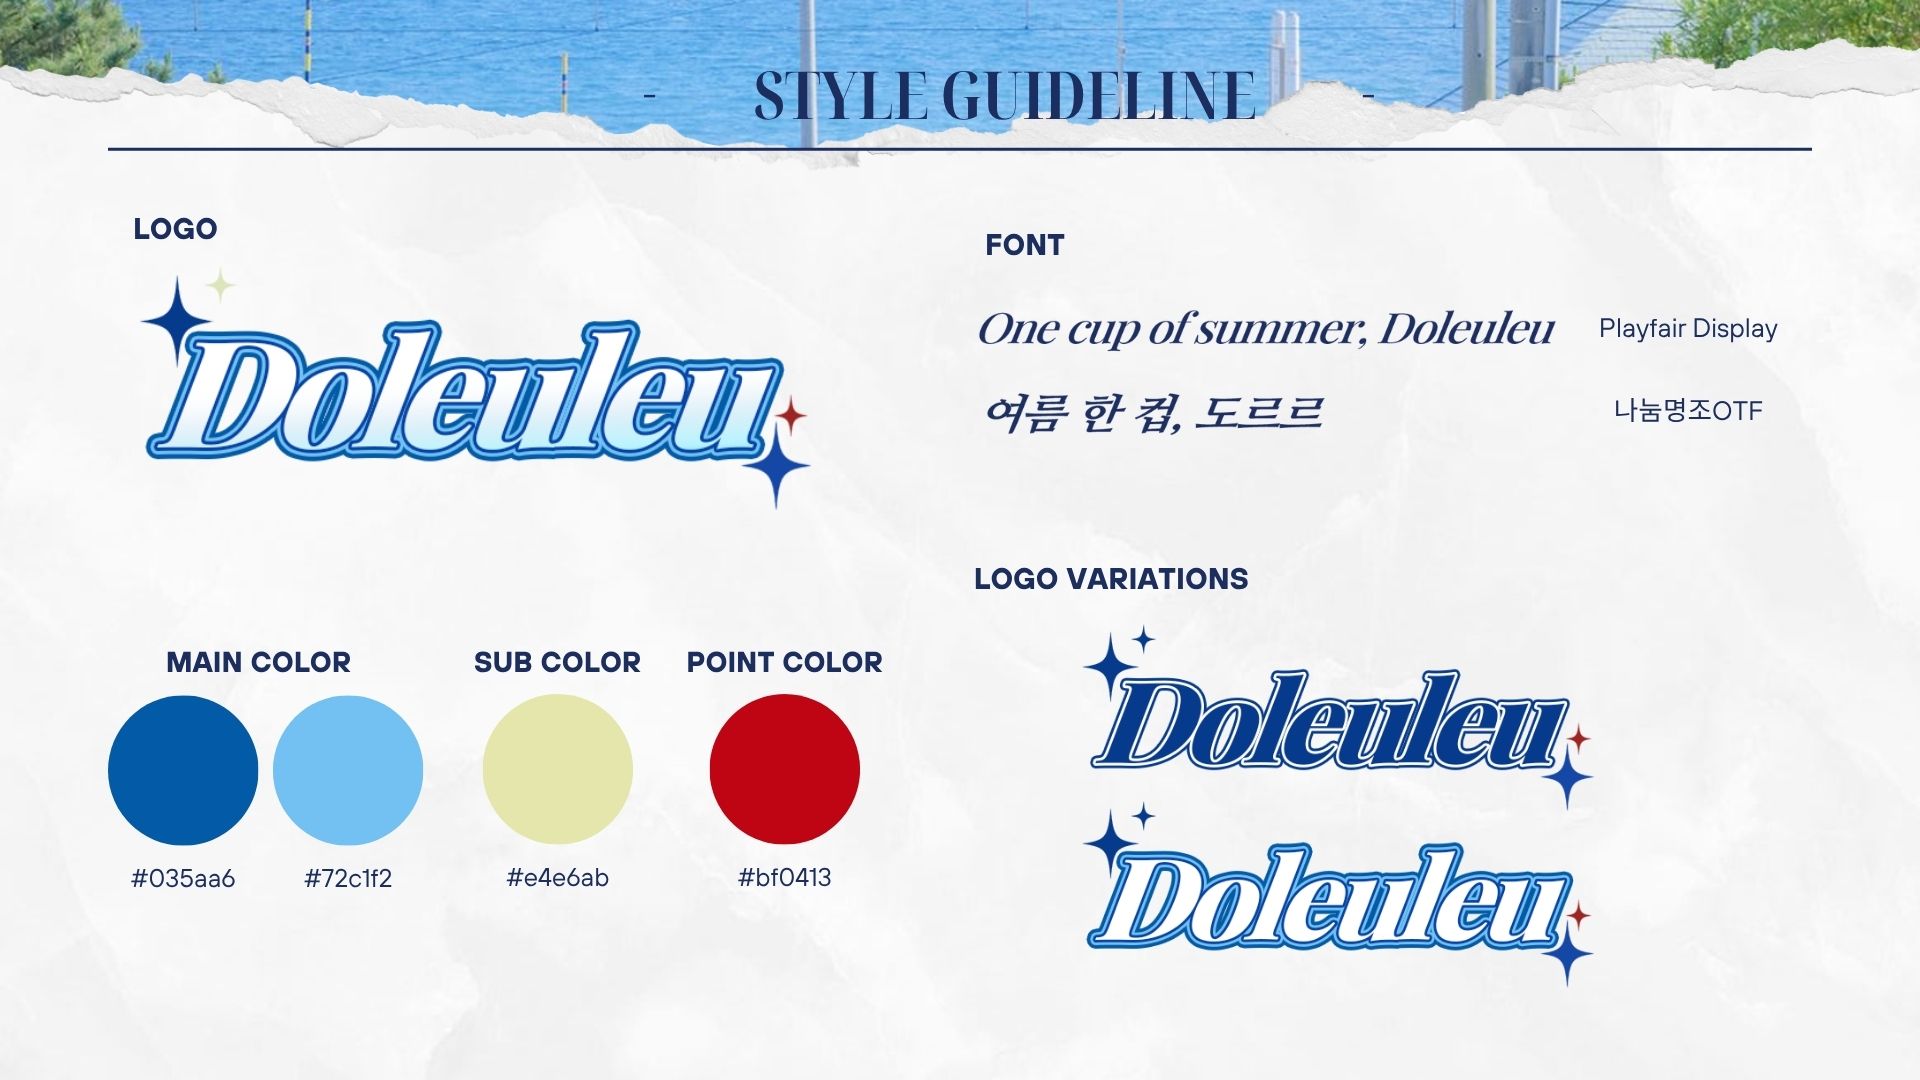 - STYLE GUIDELINE -
LOGO
Doleuleu
FONT
One cup of summer, Doleuleu
Playfair Display
여름 한 컵, 도르르
나눔명조OTF
MAIN COLOR
SUB COLOR
POINT COLOR
#035aa6
#72c1f2
#e4e6ab
#bf0413
LOGO VARIATIONS
Doleuleu
Doleuleu